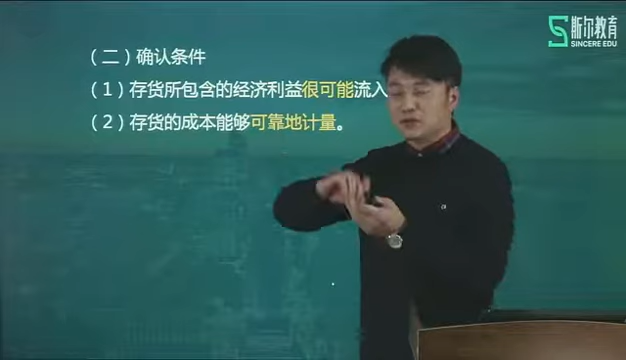 （二）确认条件
（1）存货所包含的经济利益很可能流入
（2）存货的成本能够可靠地计量。
斯尔教育
SINCERE EDU